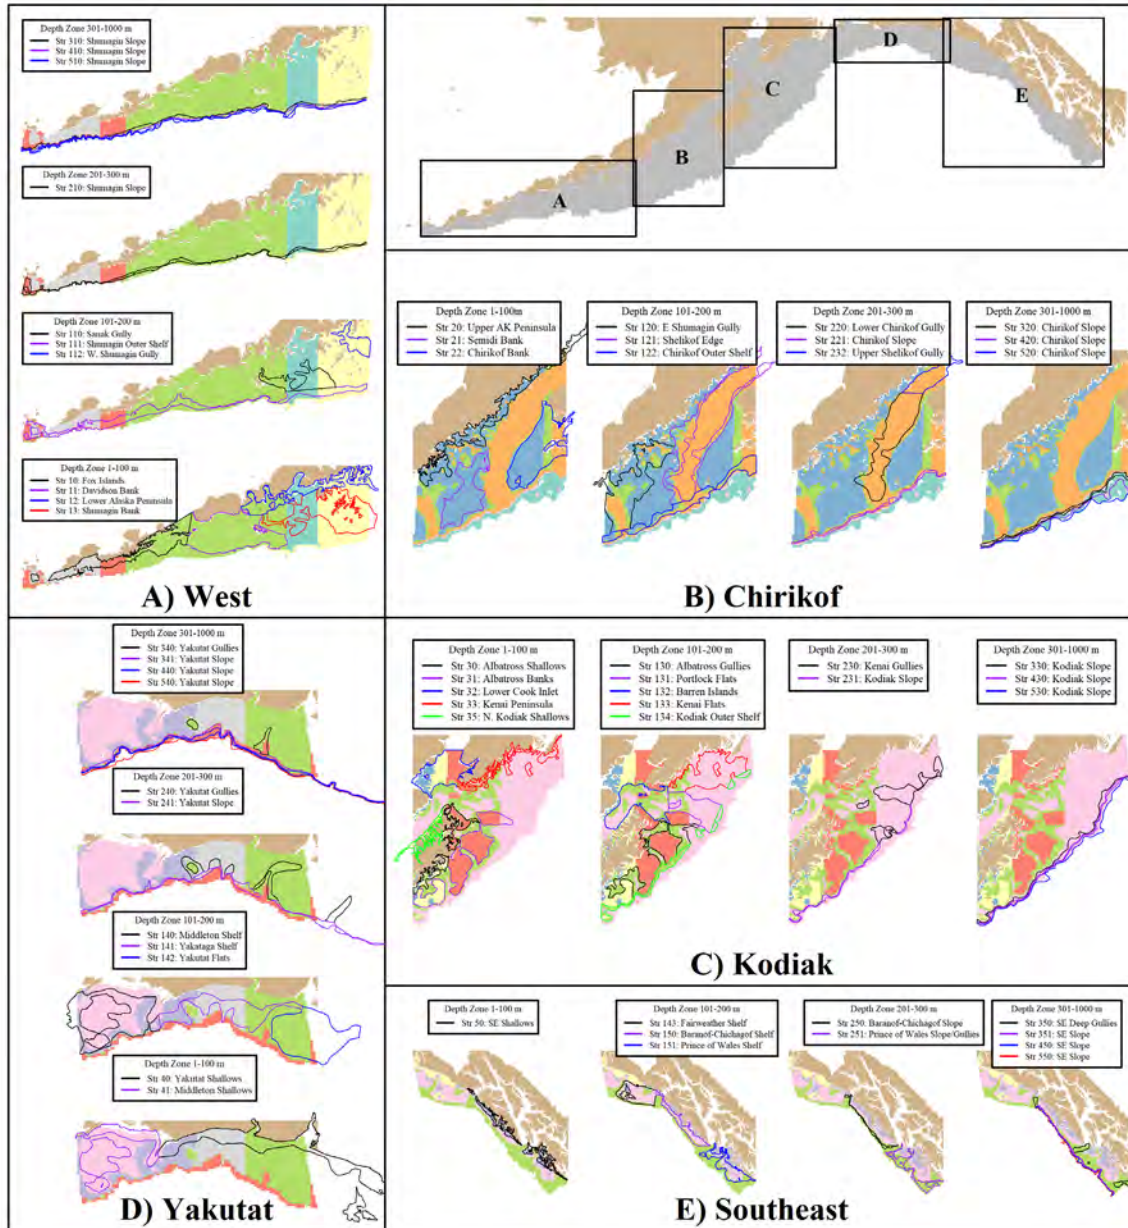 Depth Zone 301-1000 m
Str 310: Shumagin Slope
Str 410: Shumagin Slope
Str 510: Shumagin Slope
Depth Zone 201-300 m
Str 210: Shumagin Slope
Depth Zone 101-200 m
Str 110: Sanak Gully
Str 111: Shumagin Outer Shelf
Str 112: W. Shumagin Gully
Depth Zone 1-100 m
Str 10: Fox Islands
Str 11: Davidson Bank
Str 12: Lower Alaska Peninsula
Str 13: Shumagin Bank
A) West
A
B
C
D
E
Depth Zone 1-100m
Str 20: Upper AK Peninsula
Str 21: Semidi Bank
Str 22: Chirikof Bank
Depth Zone 101-200 m
Str 120: E Shumagin Gully
Str 121: Shelikof Edge
Str 122: Chirikof Outer Shelf
Depth Zone 201-300 m
Str 220: Lower Chirikof Gully
Str 221: Chirikof Slope
Str 232: Upper Shelikof Gully
Depth Zone 301-1000 m
Str 320: Chirikof Slope
Str 420: Chirikof Slope
Str 520: Chirikof Slope
B) Chirikof
Depth Zone 301-1000 m
Str 340: Yakutat Gullies
Str 341: Yakutat Slope
Str 440: Yakutat Slope
Str 540: Yakutat Slope
Depth Zone 201-300 m
Str 240: Yakutat Gullies
Str 241: Yakutat Slope
Depth Zone 101-200 m
Str 140: Middleton Shelf
Str 141: Yakataga Shelf
Str 142: Yakutat Flats
Depth Zone 1-100 m
Str 40: Yakutat Shallows
Str 41: Middleton Shallows
D) Yakutat
Depth Zone 1-100 m
Str 30: Albatross Shallows
Str 31: Albatross Banks
Str 32: Lower Cook Inlet
Str 33: Kenai Peninsula
Str 35: N. Kodiak Shallows
Depth Zone 101-200 m
Str 130: Albatross Gullies
Str 131: Portlock Flats
Str 132: Barren Islands
Str 133: Kenai Flats
Str 134: Kodiak Outer Shelf
Depth Zone 201-300 m
Str 230: Kenai Gullies
Str 231: Kodiak Slope
Depth Zone 301-1000 m
Str 330: Kodiak Slope
Str 430: Kodiak Slope
Str 530: Kodiak Slope
C) Kodiak
Depth Zone 1-100 m
Str 50: SE Shallows
Depth Zone 101-200 m
Str 143: Fairweather Shelf
Str 150: Baranof-Chichagof Shelf
Str 151: Prince of Wales Shelf
Depth Zone 201-300 m
Str 250: Baranof-Chichagof Slope
Str 251: Prince of Wales Slope/Gullies
Depth Zone 301-1000 m
Str 350: SE Deep Gullies
Str 351: SE Slope
Str 450: SE Slope
Str 550: SE Slope
E) Southeast